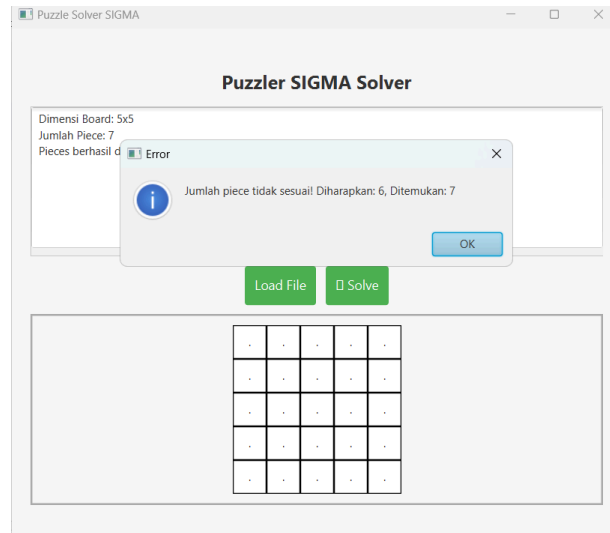 Puzzle Solver SIGMA
Puzzler SIGMA Solver
Dimensi Board: 5x5
Jumlah Piece: 7
Pieces berhasil d
Error
Jumlah piece tidak sesuai! Diharapkan: 6, Ditemukan: 7
OK
Load File
▯ Solve
. . . . .
. . . . .
. . . . .
. . . . .
. . . . .